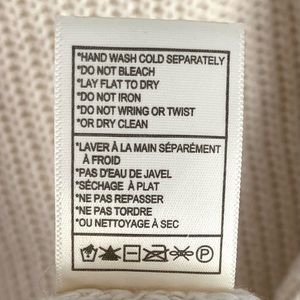 *HAND WASH COLD SEPARATELY
*DO NOT BLEACH
*LAY FLAT TO DRY
*DO NOT IRON
*DO NOT WRING OR TWIST
*OR DRY CLEAN
*LAVER À LA MAIN SÉPARÉMENT
À FROID
*PAS D'EAU DE JAVEL
*SÉCHAGE À PLAT
*NE PAS REPASSER
*NE PAS TORDRE
*OU NETTOYAGE À SEC
P